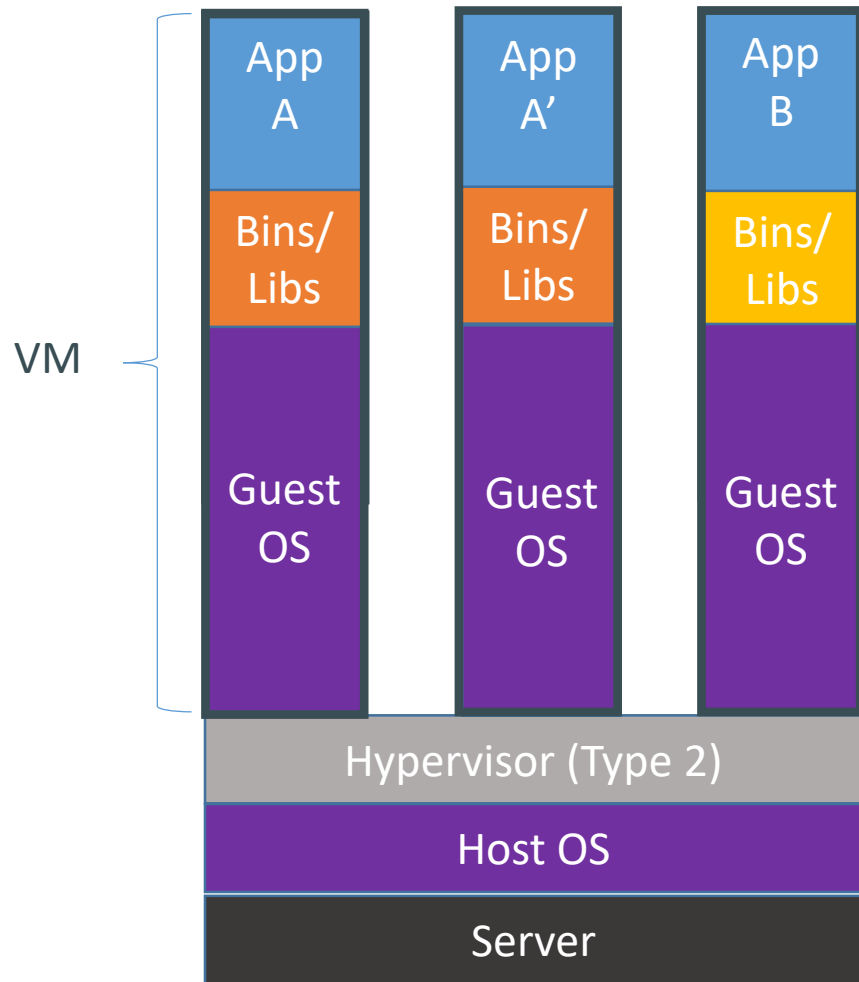 App
A
App
A’
App
B
Bins/
Libs
Bins/
Libs
Bins/
Libs
VM
Guest
OS
Guest
OS
Guest
OS
Hypervisor (Type 2)
Host OS
Server